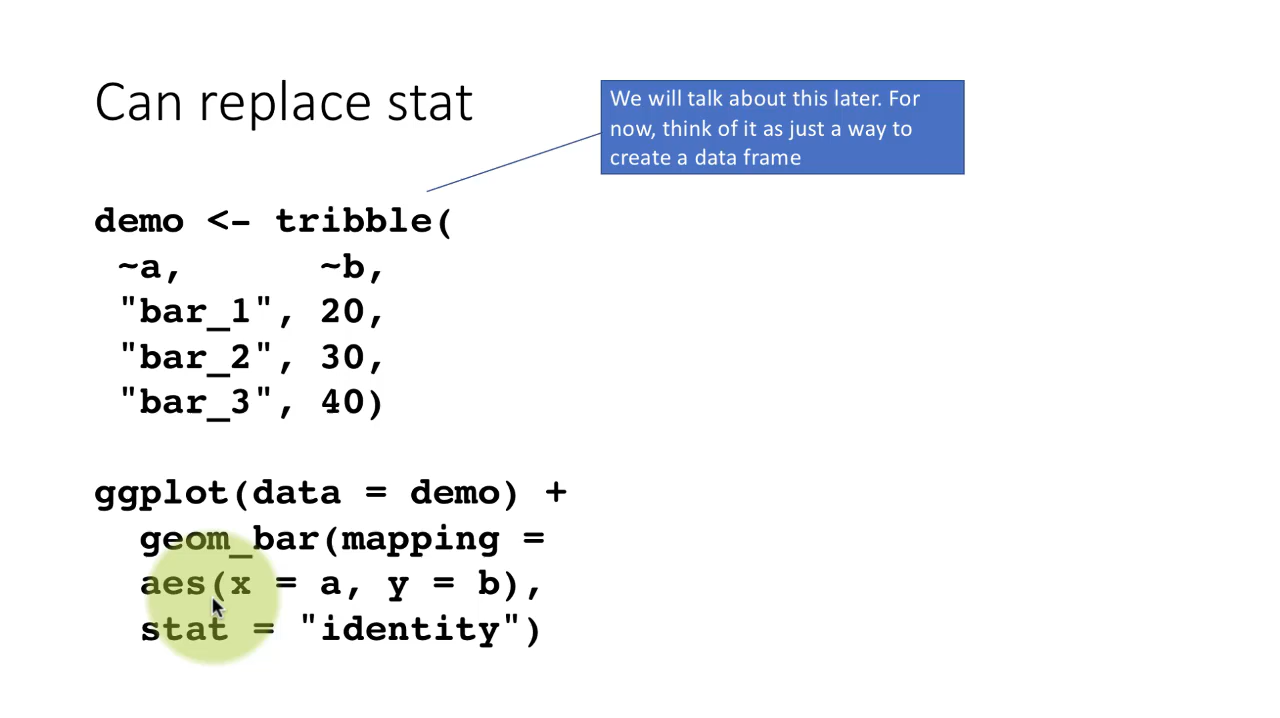 Can replace stat
We will talk about this later. For
now, think of it as just a way to
create a data frame
demo <- tribble(
~a, ~b,
"bar_1", 20,
"bar_2", 30,
"bar_3", 40)
ggplot(data = demo) +
geom_bar(mapping =
aes(x = a, y = b),
stat = "identity")